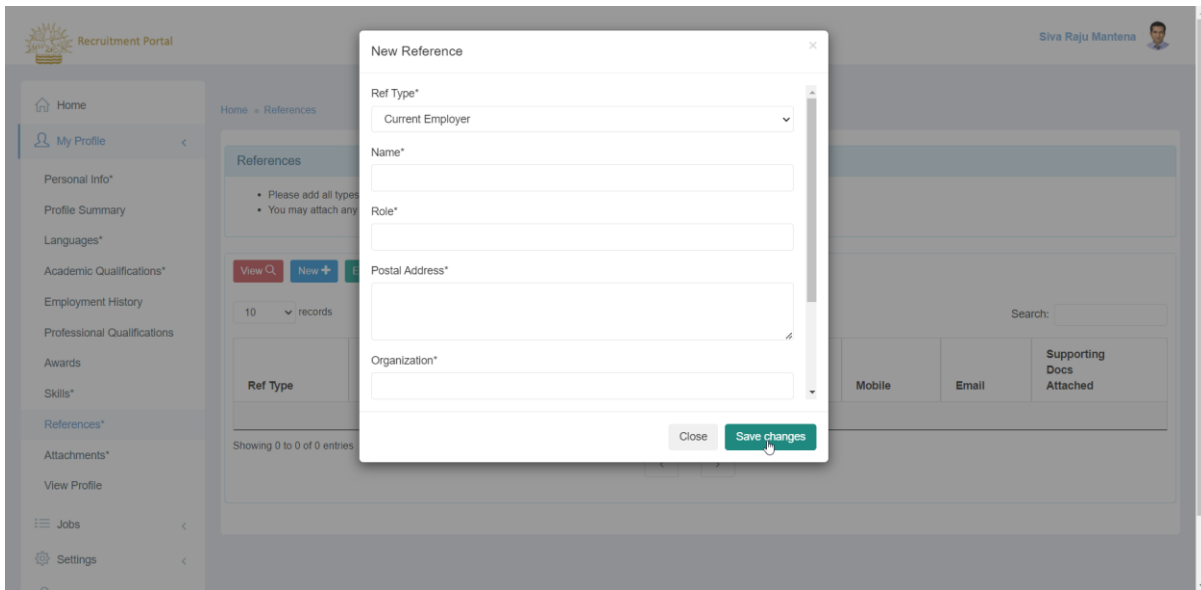 Recruitment Portal
Siva Raju Mantena
Home
My Profile
Personal Info*
Profile Summary
Languages*
Academic Qualifications*
Employment History
Professional Qualifications
Awards
Skills*
References*
Attachments*
View Profile
Jobs
Settings
Home References
References
Please add all types
You may attach any
View New
records
10
Search:
Ref Type Mobile Email Supporting
Docs
Attached
Showing 0 to 0 of 0 entries
New Reference ×
Ref Type*
Current Employer
Name*
Role*
Postal Address*
Organization*
Close Save changes